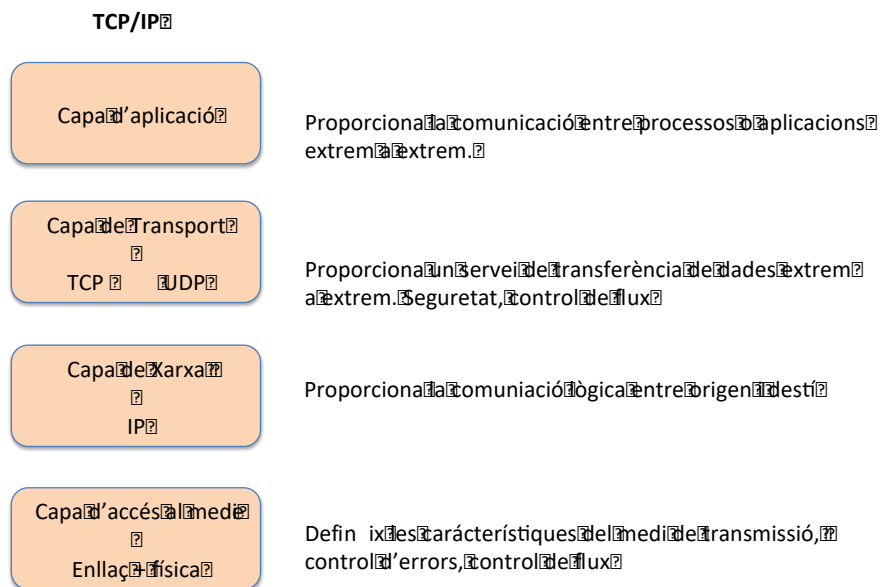 TCP/IP
Capa d'aplicació
Proporciona la comunicació entre processos o aplicacions
extrem a extrem.
Capa de Transport
TCP UDP
Proporciona un servei de transferència de dades extrem
a extrem. Seguretat, control de flux
Capa de Xarxa
IP
Proporciona la comuniació lògica entre origen i destí
Capa d'accés al medi
Enllaç + física
Defin ix les carácterístiques del medi de transmissió,
control d'errors, control de flux